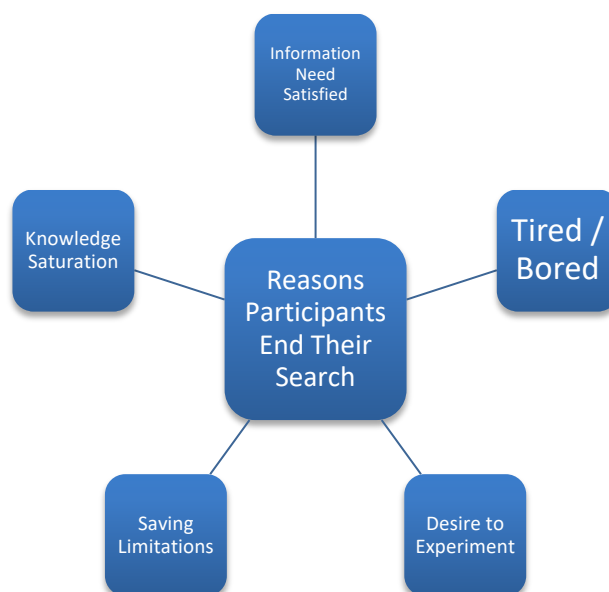 Information
Need
Satisfied
Knowledge
Saturation
Tired /
Bored
Reasons
Participants
End Their
Search
Saving
Limitations
Desire to
Experiment